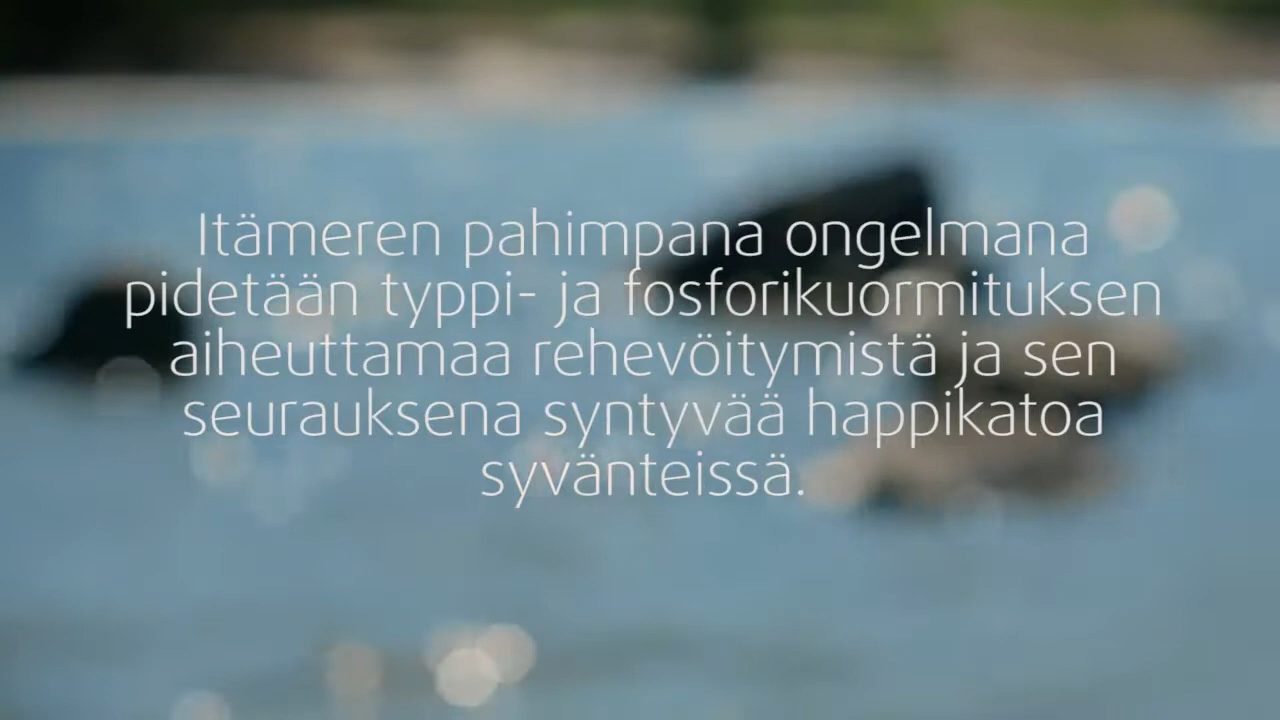 Itämeren pahimpana ongelmana
pidetään typpi- ja fosforikuormituksen
aiheuttamaa rehevöitymistä ja sen
seurauksena syntyvää happikatoa
syvänteissä.